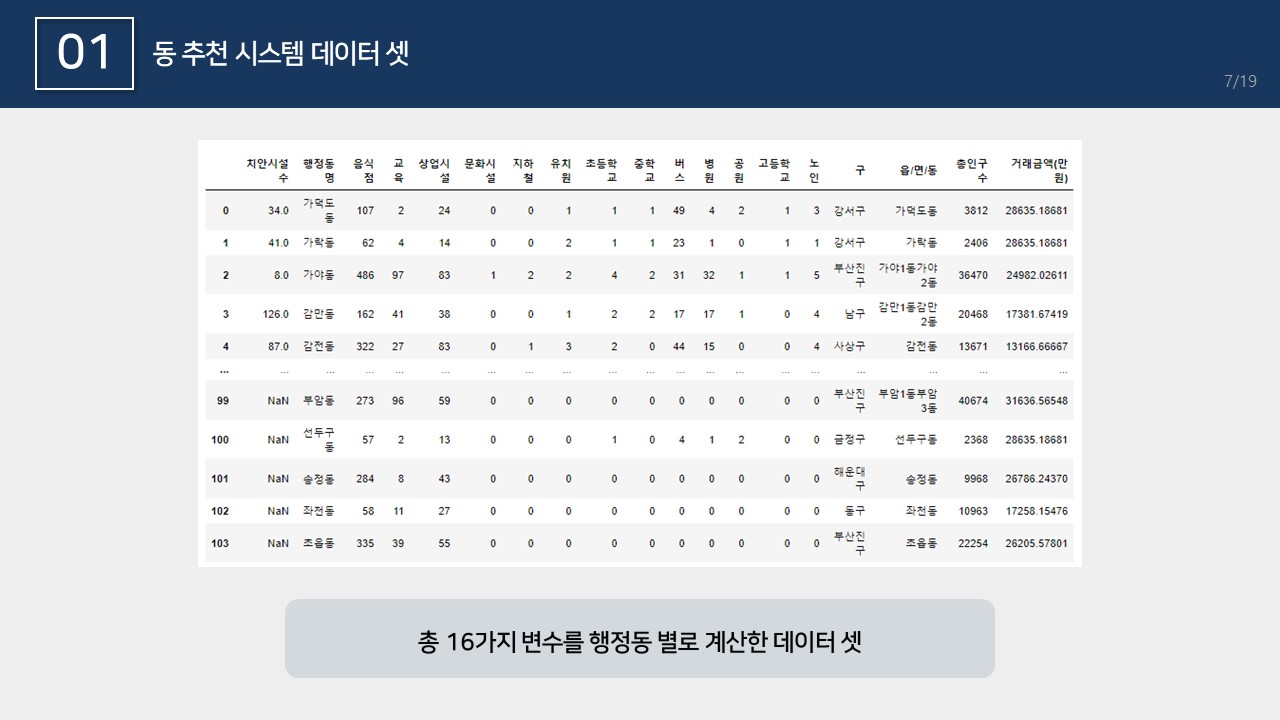 01
동 추천 시스템 데이터 셋
7/19
치안시설수 행정동명 음식점 교육 상업시설 문화시설 지하철 유치원 초등학교 중학교 버스 병원 공원 고등학교 노인 구 읍/면/동 총인구수 거래금액(만원)
0 34.0 가덕도동 107 2 24 0 0 1 1 1 49 4 2 1 3 강서구 가덕도동 3812 28635.18681
1 41.0 가락동 62 4 14 0 0 2 1 1 23 1 0 1 1 강서구 가락동 2406 28635.18681
2 8.0 가야동 486 97 83 1 2 2 4 2 31 32 1 1 5 부산진구 가야1동가야2동 36470 24982.02611
3 126.0 감만동 162 41 38 0 0 1 2 2 17 17 1 0 4 남구 감만1동감만2동 20468 17381.67419
4 87.0 감전동 322 27 83 0 1 3 2 0 44 15 0 0 4 사상구 감전동 13671 13166.66667
... ... ... ... ... ... ... ... ... ... ... ... ... ... ... ... ... ... ... ...
99 NaN 부암동 273 96 59 0 0 0 0 0 0 0 0 0 0 부산진구 부암1동부암3동 40674 31636.56548
100 NaN 선두구동 57 2 13 0 0 0 1 0 4 1 2 0 0 금정구 선두구동 2368 28635.18681
101 NaN 송정동 284 8 43 0 0 0 0 0 0 0 0 0 0 해운대구 송정동 9968 26786.24370
102 NaN 좌천동 58 11 27 0 0 0 0 0 0 0 0 0 0 동구 좌천동 10963 17258.15476
103 NaN 초읍동 335 39 55 0 0 0 0 0 0 0 0 0 0 부산진구 초읍동 22254 26205.57801
총 16가지 변수를 행정동 별로 계산한 데이터 셋